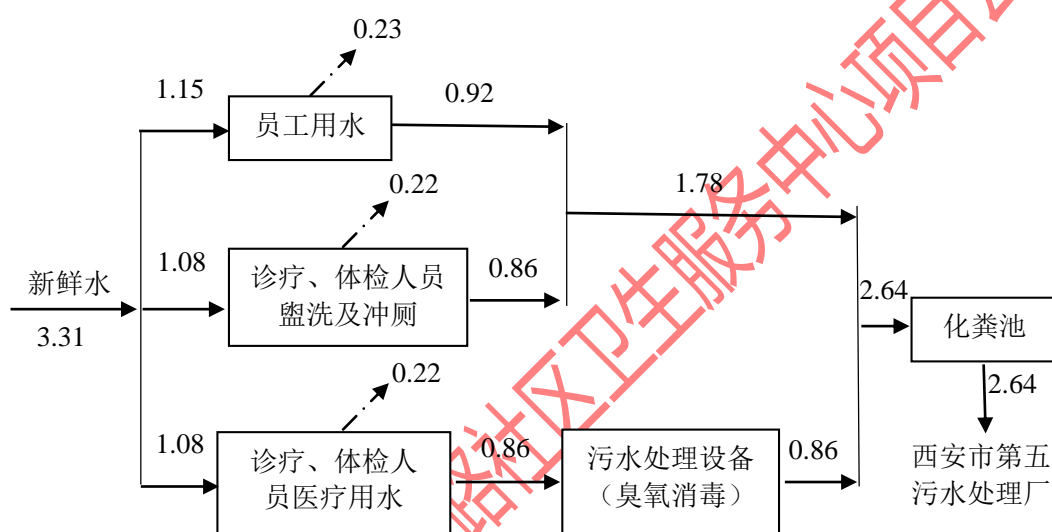 0.23
1.15
0.92
员工用水
0.22
1.78
1.08
诊疗、体检人员
盥洗及冲厕
0.86
新鲜水
3.31
2.64
化粪池
2.64
0.22
1.08
诊疗、体检人
员医疗用水
0.86
污水处理设备
（臭氧消毒）
0.86
西安市第五
污水处理厂
路社区卫生服务中心项目